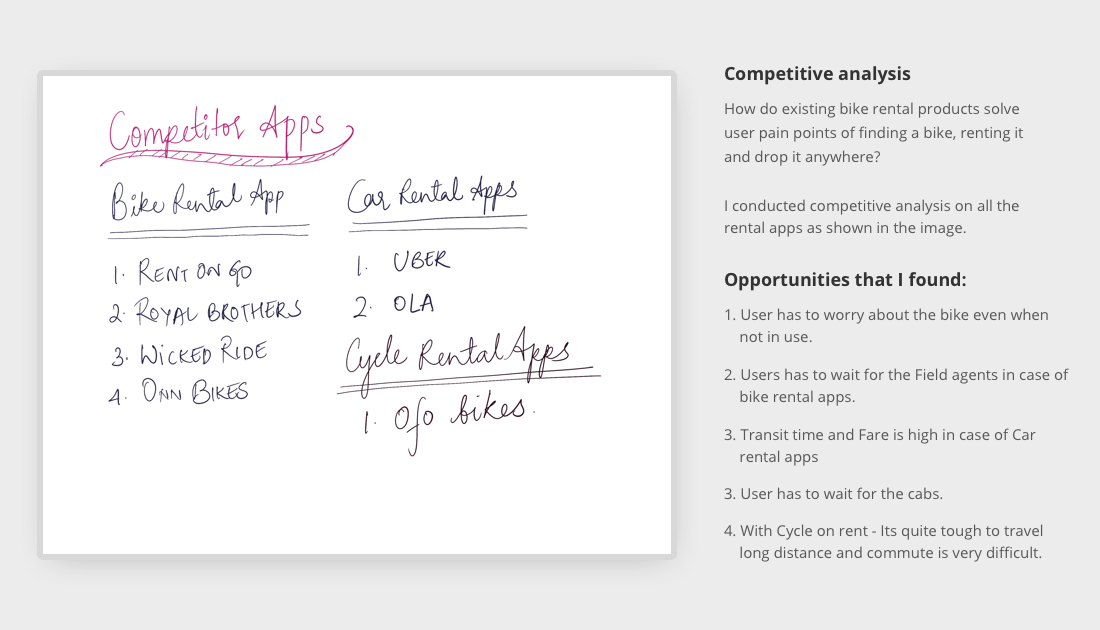 Competitor Apps
Bike Rental App
1. RENT ON GO
2. ROYAL BROTHERS
3. WICKED RIDE
4. ONN BIKES
Car Rental Apps
1. UBER
2. OLA
Cycle Rental Apps
1. Ofo bikes.
Competitive analysis
How do existing bike rental products solve
user pain points of finding a bike, renting it
and drop it anywhere?
I conducted competitive analysis on all the
rental apps as shown in the image.
Opportunities that I found:
1. User has to worry about the bike even when
not in use.
2. Users has to wait for the Field agents in case of
bike rental apps.
3. Transit time and Fare is high in case of Car
rental apps
3. User has to wait for the cabs.
4. With Cycle on rent - Its quite tough to travel
long distance and commute is very difficult.